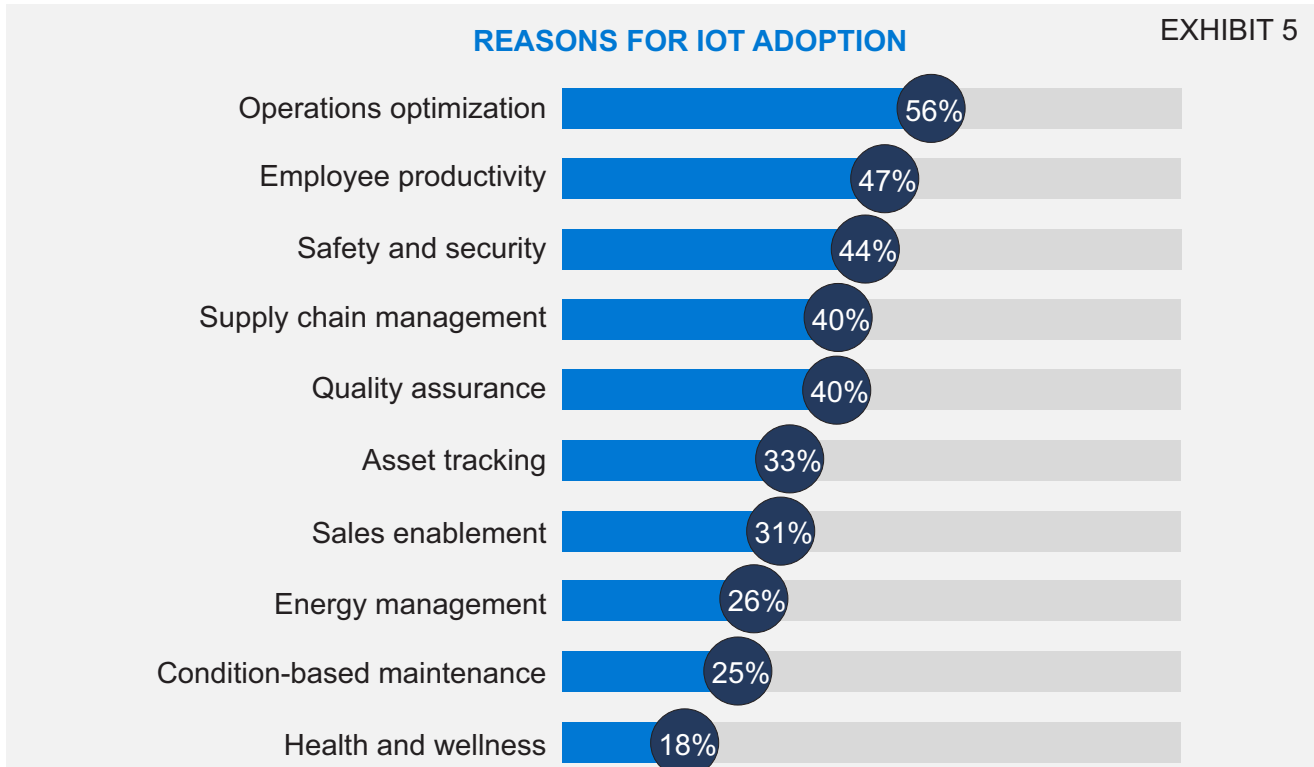 EXHIBIT 5
REASONS FOR IOT ADOPTION
Operations optimization 56%
Employee productivity 47%
Safety and security 44%
Supply chain management 40%
Quality assurance 40%
Asset tracking 33%
Sales enablement 31%
Energy management 26%
Condition-based maintenance 25%
Health and wellness 18%